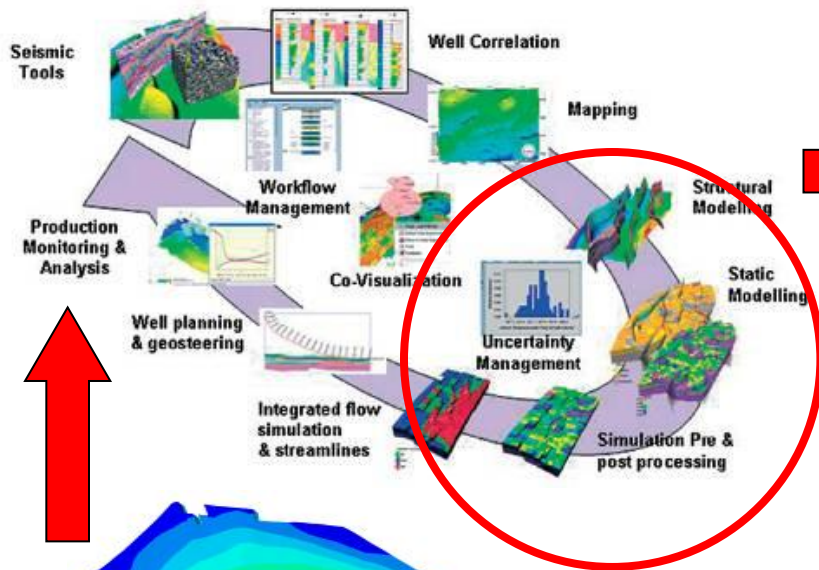 Seismic
Tools
Well Correlation
Mapping
Workflow
Management
Structural
Modelling
Production
Monitoring &
Analysis
Co-Visualization
Static
Modelling
Well planning
& geosteering
Uncertainty
Management
Integrated flow
simulation
& streamlines
Simulation Pre &
post processing